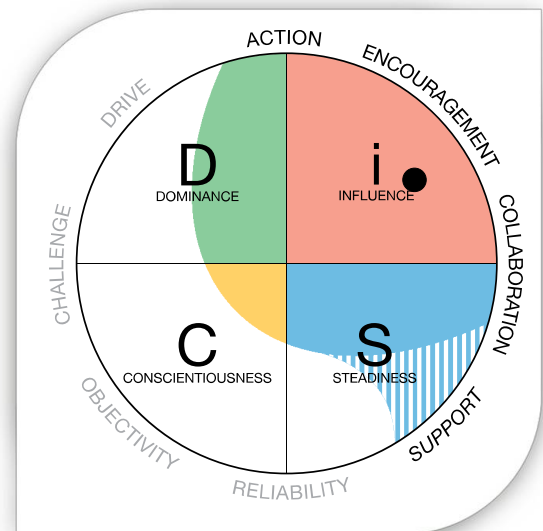 ACTION
ENCOURAGEMENT
DRIVE
D
DOMINANCE
i
INFLUENCE
COLLABORATION
CHALLENGE
C
CONSCIENTIOUSNESS
S
STEADINESS
SUPPORT
OBJECTIVITY
RELIABILITY